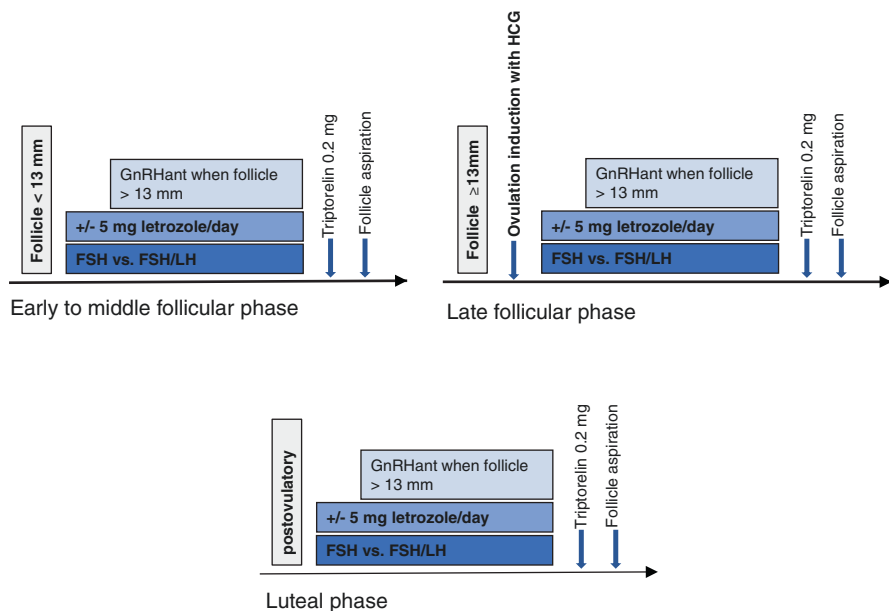 Follicle < 13 mm
GnRHant when follicle
> 13 mm
+/- 5 mg letrozole/day
FSH vs. FSH/LH
Triptorelin 0.2 mg
Follicle aspiration
Early to middle follicular phase
Follicle ≥13mm
Ovulation induction with HCG
GnRHant when follicle
> 13 mm
+/- 5 mg letrozole/day
FSH vs. FSH/LH
Triptorelin 0.2 mg
Follicle aspiration
Late follicular phase
postovulatory
GnRHant when follicle
> 13 mm
+/- 5 mg letrozole/day
FSH vs. FSH/LH
Triptorelin 0.2 mg
Follicle aspiration
Luteal phase